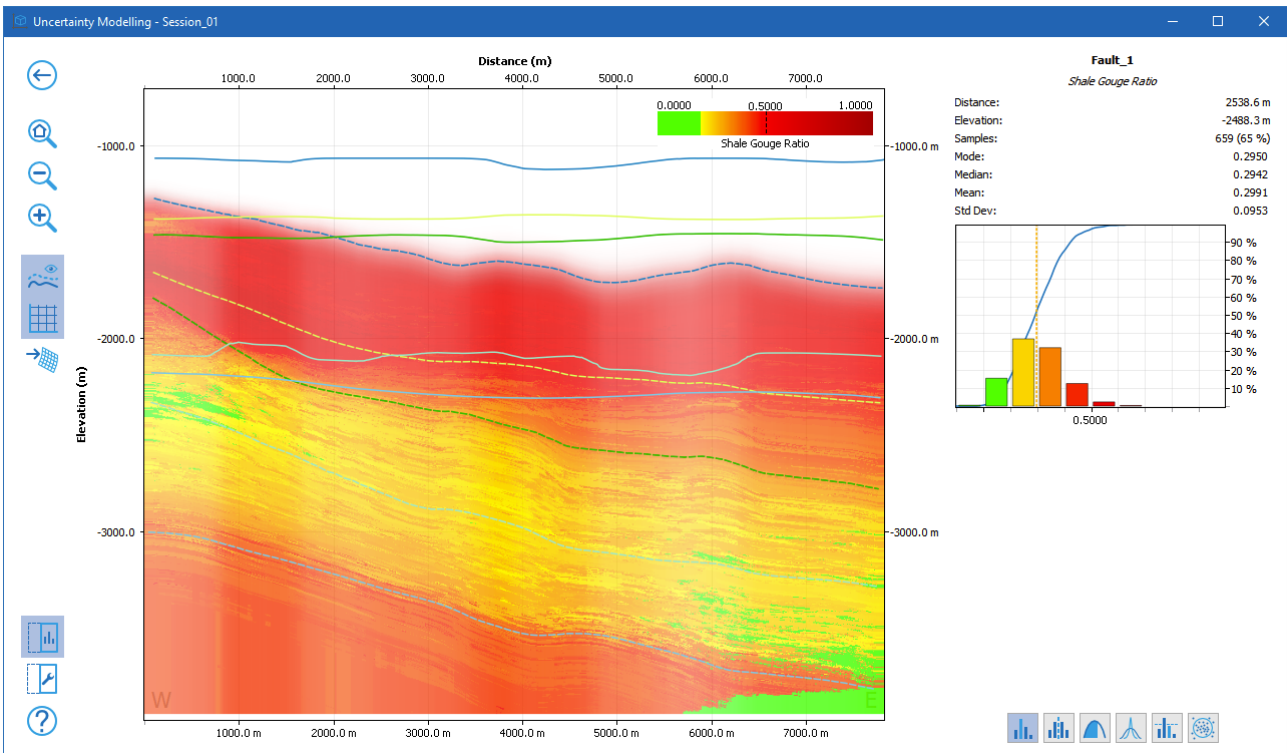 Uncertainty Modelling - Session_01
Distance (m)
1000.0 2000.0 3000.0 4000.0 5000.0 6000.0 7000.0
0.0000 0.5000 1.0000
Shale Gouge Ratio
-1000.0 -1000.0 m
-2000.0 -2000.0 m
Elevation (m)
-3000.0 -3000.0 m
W E
1000.0 m 2000.0 m 3000.0 m 4000.0 m 5000.0 m 6000.0 m 7000.0 m
Fault_1
Shale Gouge Ratio
Distance: 2538.6 m
Elevation: -2488.3 m
Samples: 659 (65 %)
Mode: 0.2950
Median: 0.2942
Mean: 0.2991
Std Dev: 0.0953
90 %
80 %
70 %
60 %
50 %
40 %
30 %
20 %
10 %
0.5000
?